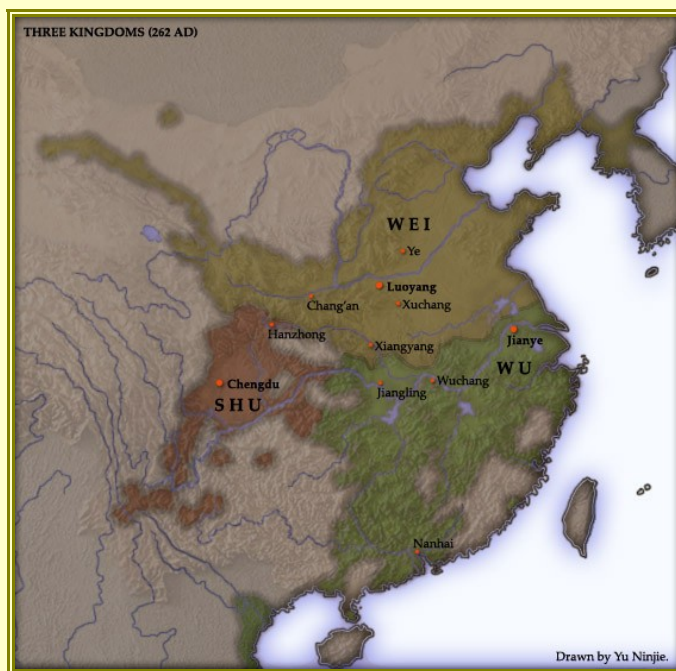 THREE KINGDOMS (262 AD)
WEI
Ye
Luoyang
Chang'an
Xuchang
Hanzhong
Jianye
Xiangyang
WU
Chengdu
Jiangling
Wuchang
SHU
Nanhai
Drawn by Yu Ninjie.